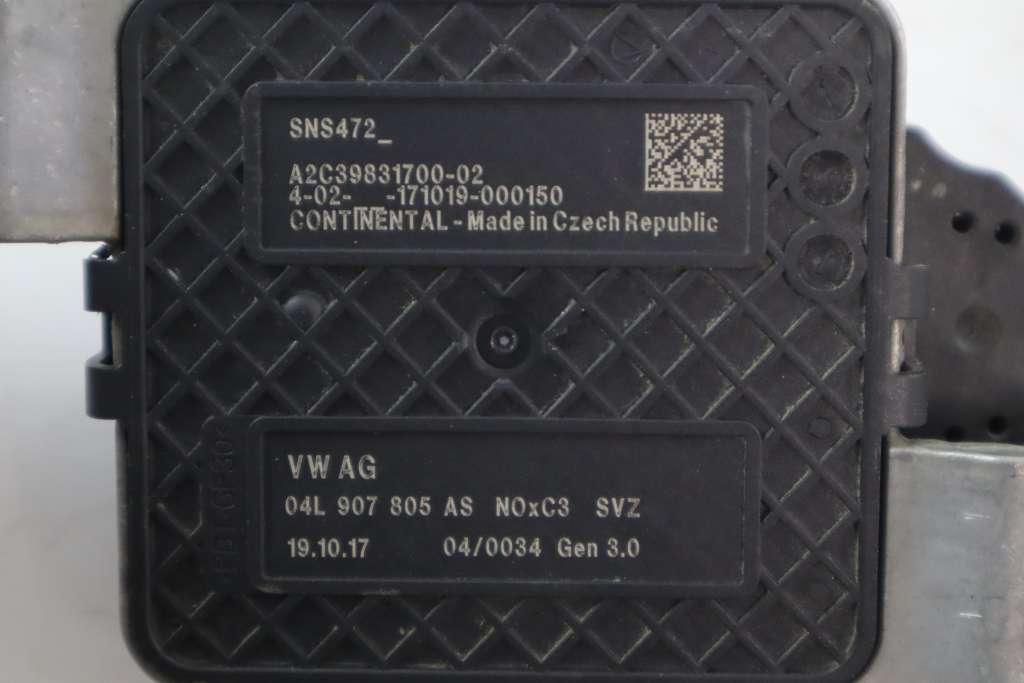 SNS472_
A2C39831700-02
4-02- -171019-000150
CONTINENTAL - Made in Czech Republic
VW AG
04L 907 805 AS NOxC3 SVZ
19.10.17 04/0034 Gen 3.0